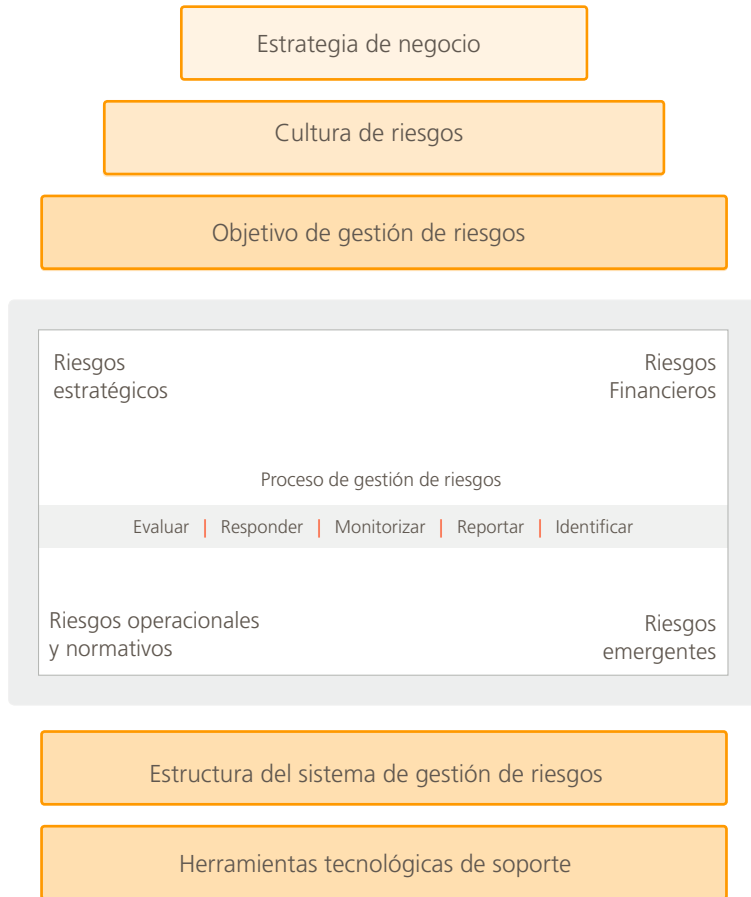 Estrategia de negocio
Cultura de riesgos
Objetivo de gestión de riesgos
Riesgos
estratégicos
Riesgos
Financieros
Proceso de gestión de riesgos
Evaluar | Responder | Monitorizar | Reportar | Identificar
Riesgos operacionales
y normativos
Riesgos
emergentes
Estructura del sistema de gestión de riesgos
Herramientas tecnológicas de soporte